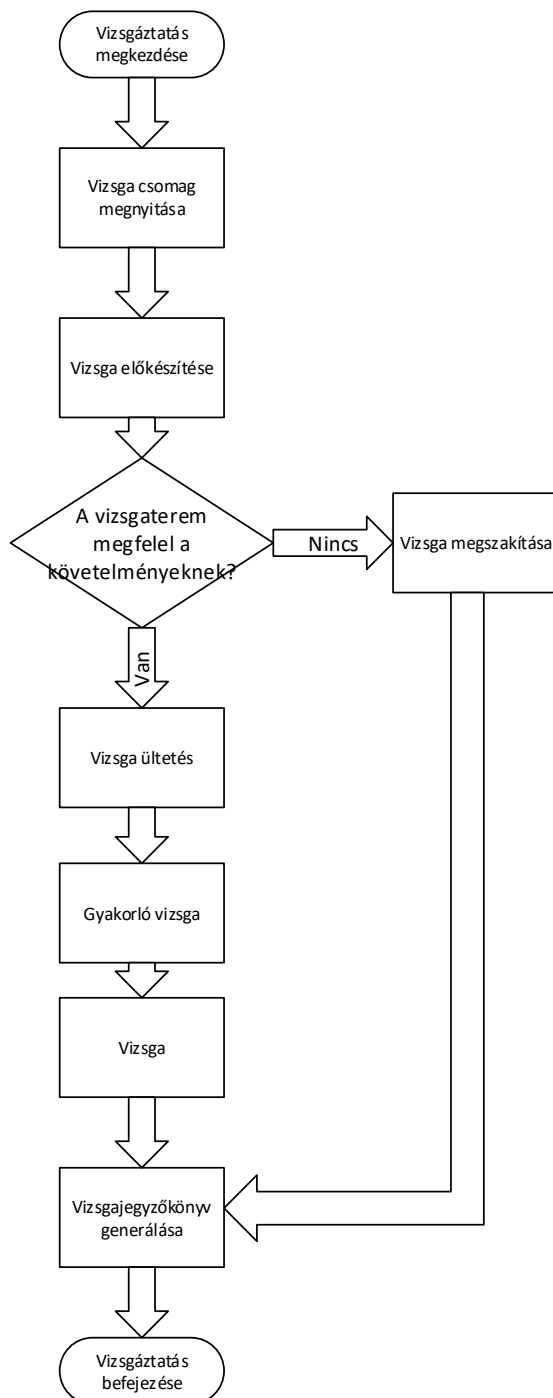 Vizsgáztatás
megkezdése
Vizsga csomag
megnyitása
Vizsga előkészítése
A vizsgaterem
megfelel a
követelményeknek?
Nincs
Vizsga megszakítása
Van
Vizsga ültetés
Gyakorló vizsga
Vizsga
Vizsgajegyzőkönyv
generálása
Vizsgáztatás
befejezése